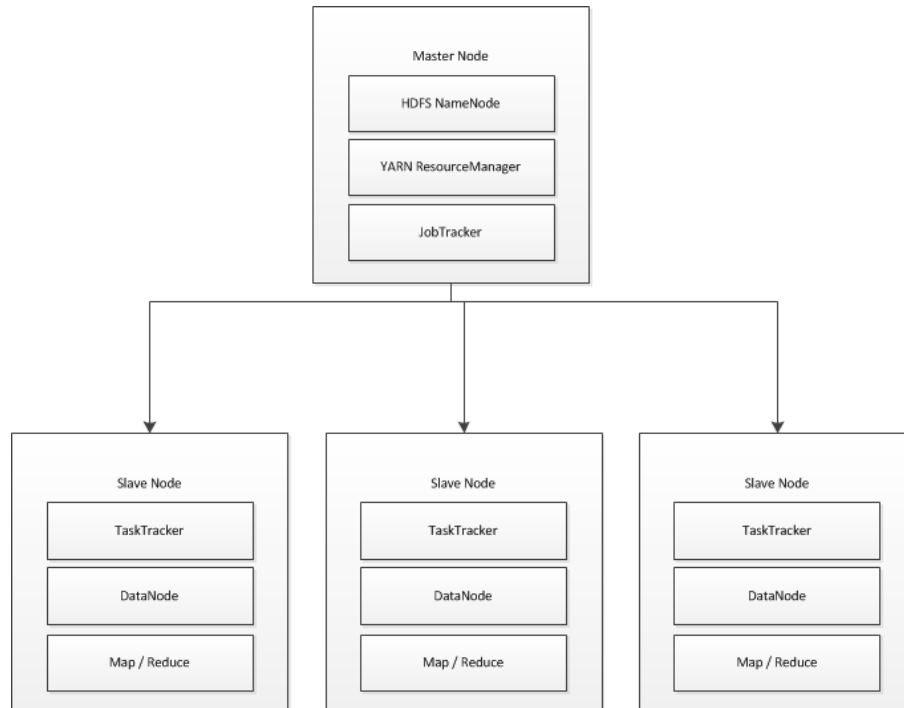 Master Node
HDFS NameNode
YARN ResourceManager
JobTracker
Slave Node
TaskTracker
DataNode
Map / Reduce
Slave Node
TaskTracker
DataNode
Map / Reduce
Slave Node
TaskTracker
DataNode
Map / Reduce